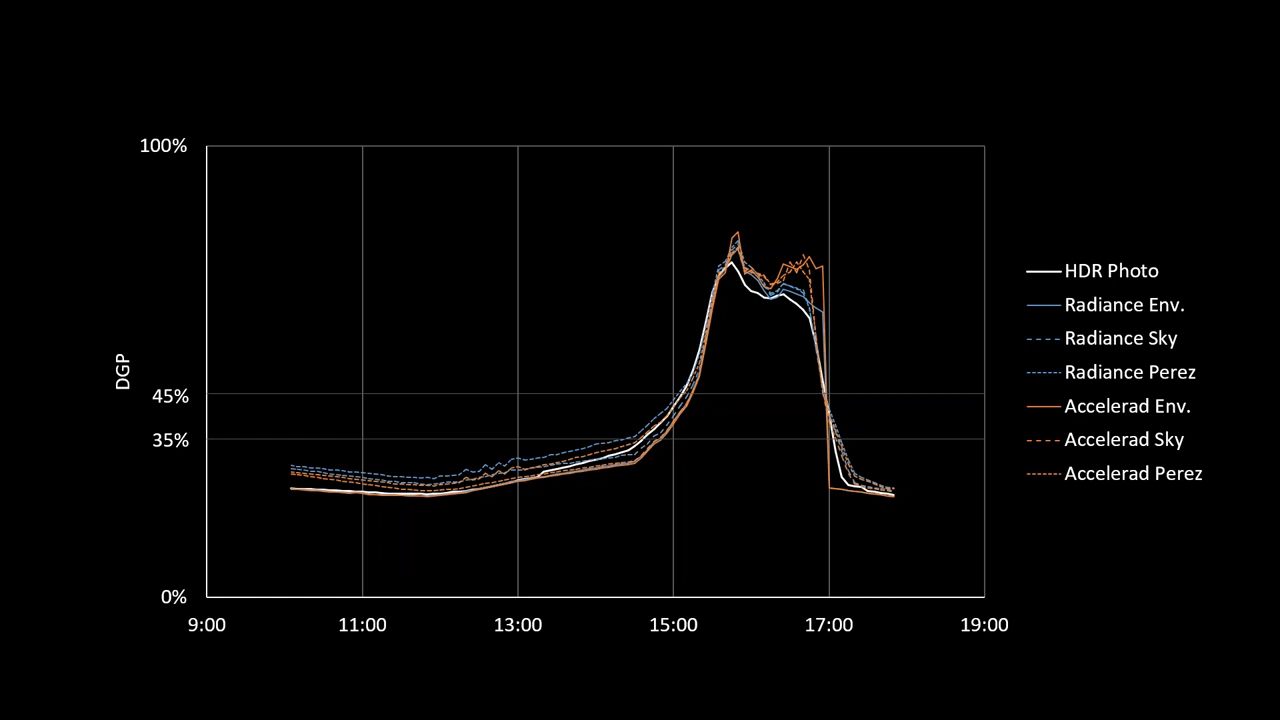 100%
45%
35%
0%
DGP
9:00 11:00 13:00 15:00 17:00 19:00
HDR Photo
Radiance Env.
Radiance Sky
Radiance Perez
Accelerad Env.
Accelerad Sky
Accelerad Perez